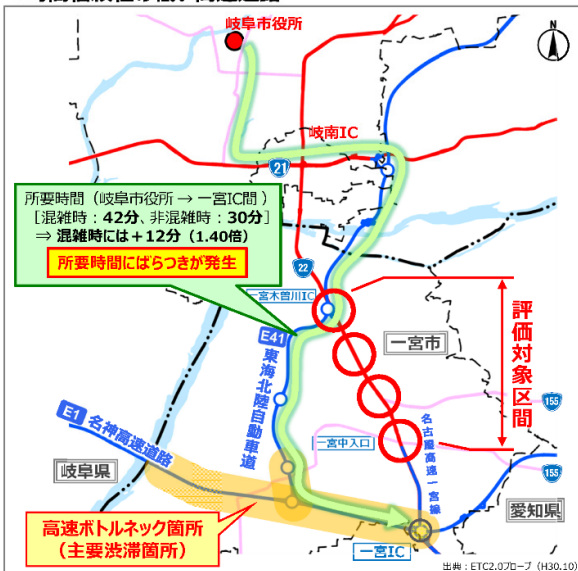 岐阜市役所
N
岐南IC
21
所要時間（岐阜市役所 → 一宮IC間 ）
［混雑時：42分、非混雑時：30分］
⇒ 混雑時には＋12分（1.40倍）
所要時間にばらつきが発生
22
一宮木曽川IC
評価対象区間
一宮市
E41
東海北陸自動車道
155
E1 名神高速道路
一宮中入口
名古屋高速一宮線
155
岐阜県
愛知県
高速ボトルネック箇所
（主要渋滞箇所）
一宮IC
出典：ETC2.0プローブ（H30.10）